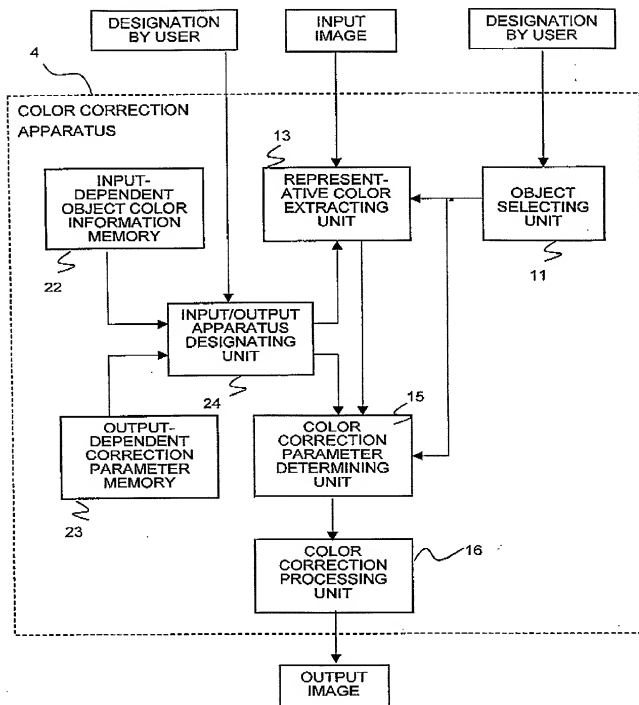 DESIGNATION
BY USER
INPUT
IMAGE
DESIGNATION
BY USER
4
COLOR CORRECTION
APPARATUS
13
INPUT-
DEPENDENT
OBJECT COLOR
INFORMATION
MEMORY
REPRESENT-
ATIVE COLOR
EXTRACTING
UNIT
OBJECT
SELECTING
UNIT
22
11
INPUT/OUTPUT
APPARATUS
DESIGNATING
UNIT
24
15
OUTPUT-
DEPENDENT
CORRECTION
PARAMETER
MEMORY
COLOR
CORRECTION
PARAMETER
DETERMINING
UNIT
23
COLOR
CORRECTION
PROCESSING
UNIT
16
OUTPUT
IMAGE